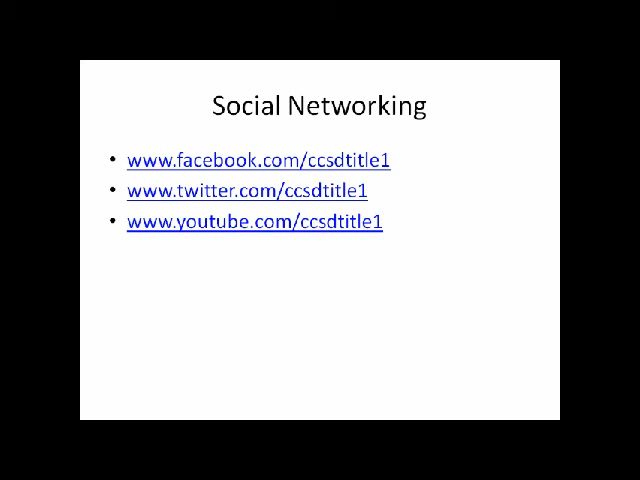 Social Networking
• www.facebook.com/ccsdtitle1
• www.twitter.com/ccsdtitle1
• www.youtube.com/ccsdtitle1